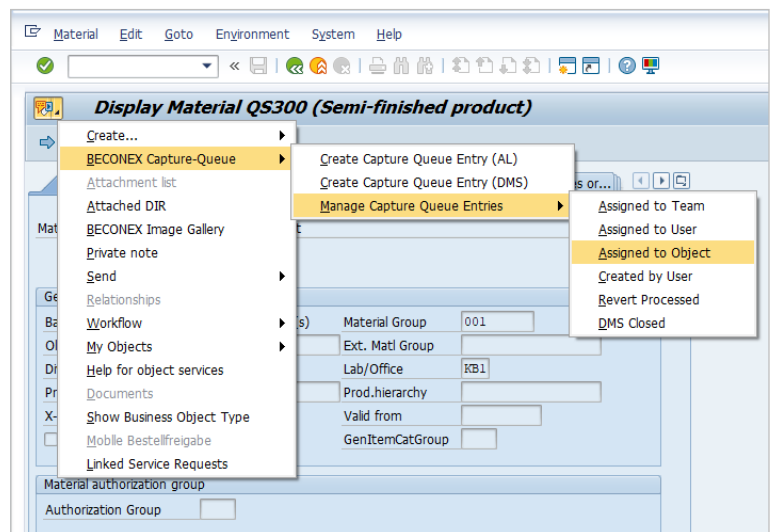 Material Edit Goto Environment System Help
Display Material QS300 (Semi-finished product)
Create...
BECONEX Capture-Queue
Attachment list
Attached DIR
BECONEX Image Gallery
Private note
Send
Relationships
Workflow
My Objects
Help for object services
Documents
Show Business Object Type
Mobile Bestellfreigabe
Linked Service Requests
Create Capture Queue Entry (AL)
Create Capture Queue Entry (DMS)
Manage Capture Queue Entries
Assigned to Team
Assigned to User
Assigned to Object
Created by User
Revert Processed
DMS Closed
Material Group 001
Ext. Matl Group
Lab/Office KB1
Prod.hierarchy
Valid from
GenItemCatGroup
Material authorization group
Authorization Group